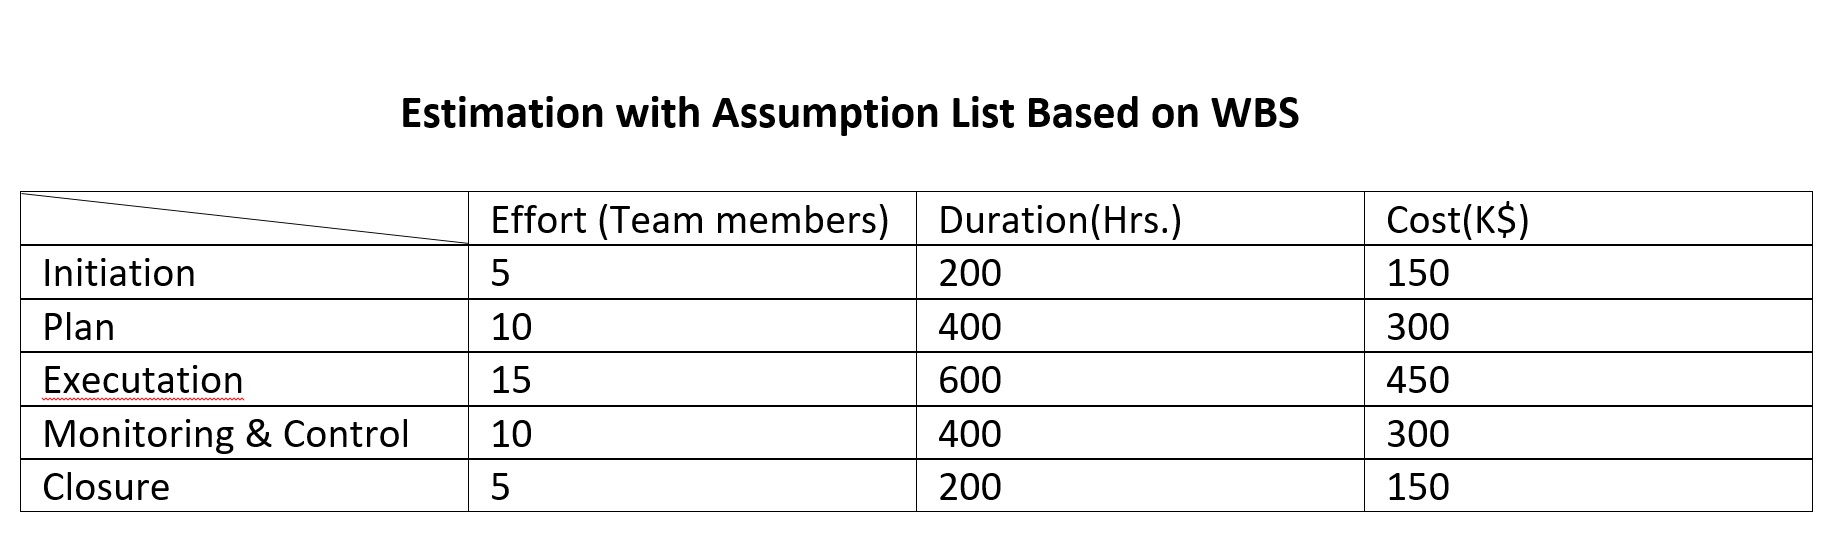 Estimation with Assumption List Based on WBS
Effort (Team members) Duration(Hrs.) Cost(K$)
Initiation 5 200 150
Plan 10 400 300
Executation 15 600 450
Monitoring & Control 10 400 300
Closure 5 200 150